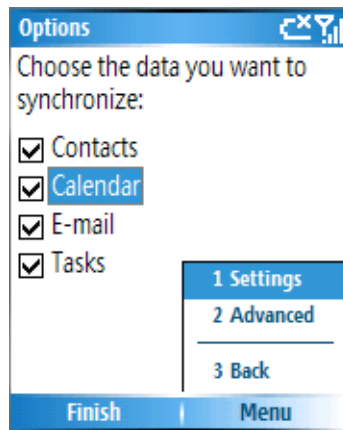 Options
Choose the data you want to
synchronize:
Contacts
Calendar
E-mail
Tasks
1 Settings
2 Advanced
3 Back
Finish
Menu